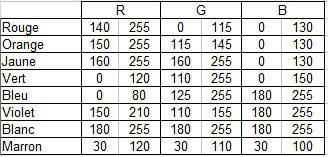 R G B
Rouge 140 255 0 115 0 130
Orange 150 255 115 145 0 130
Jaune 160 255 160 255 0 130
Vert 0 120 110 255 0 150
Bleu 0 80 125 255 180 255
Violet 150 210 110 155 180 255
Blanc 180 255 180 255 180 255
Marron 30 120 30 110 30 100